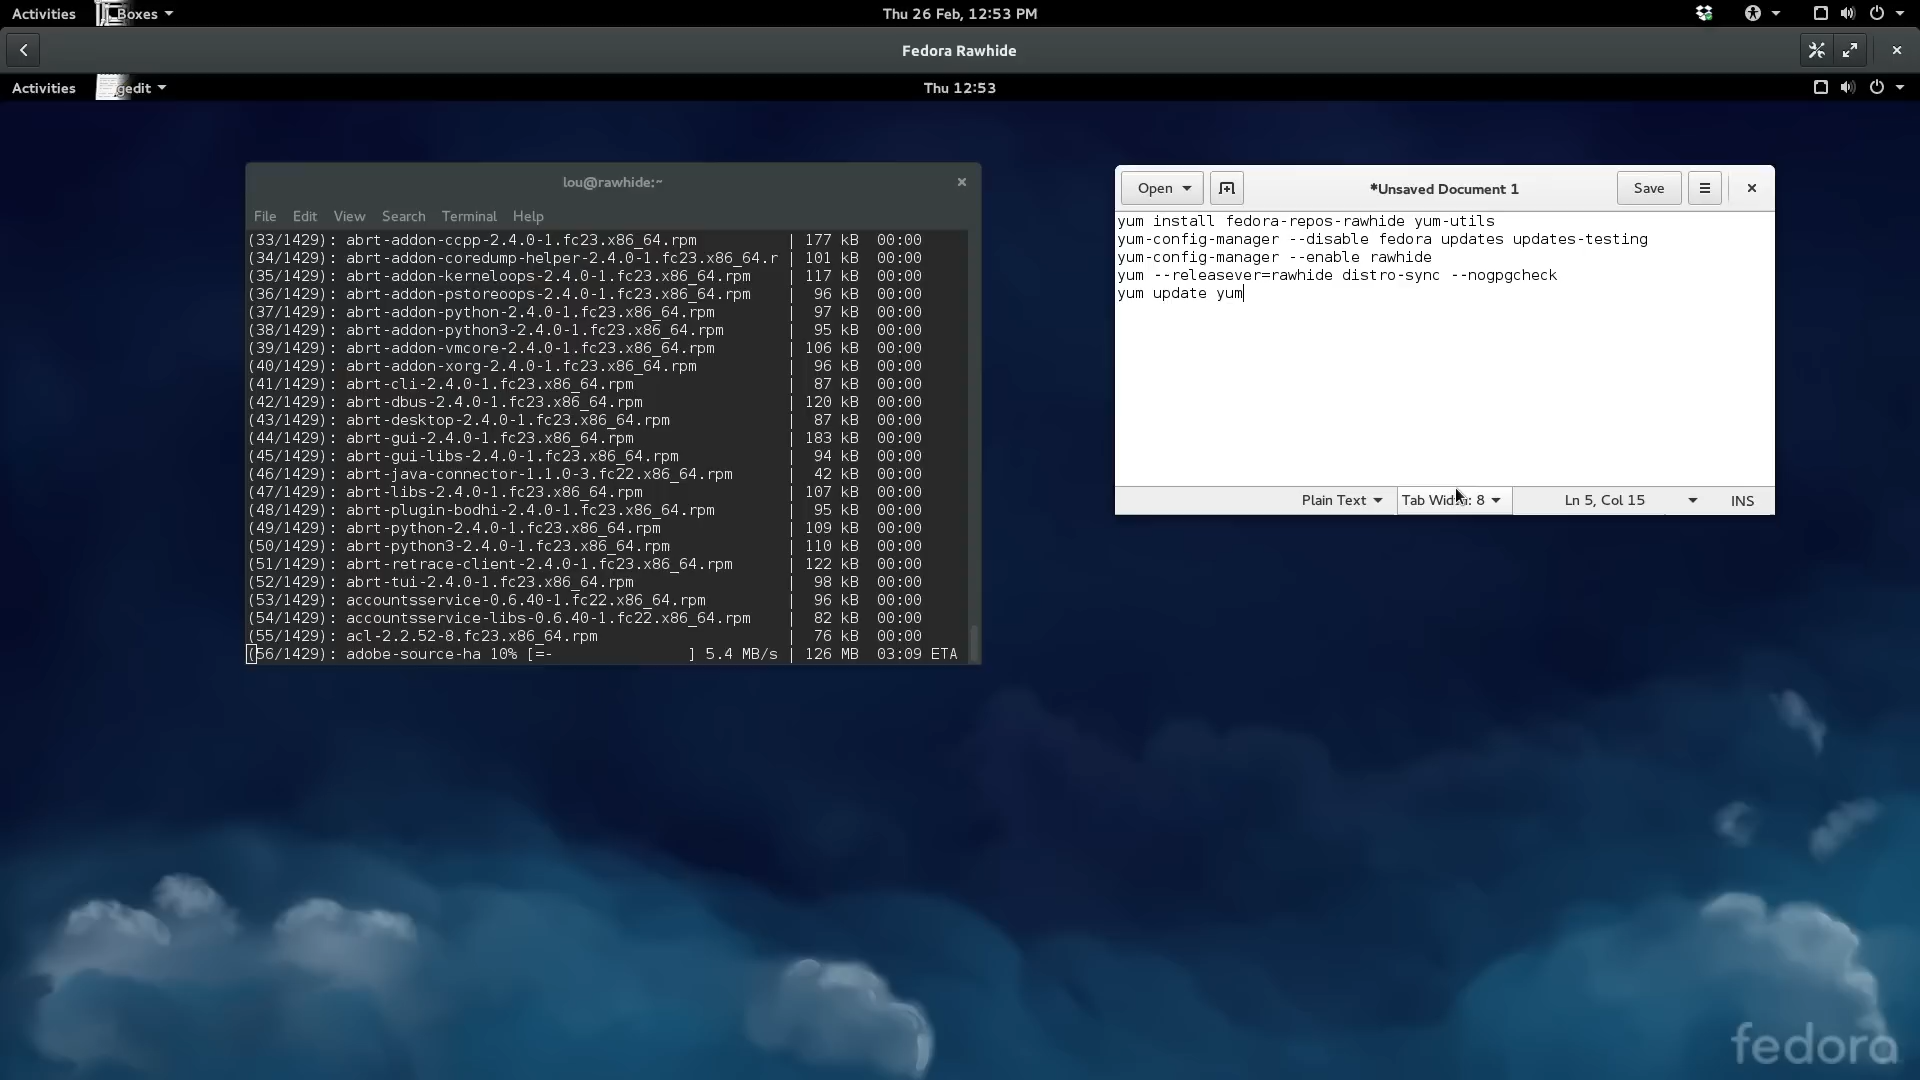 Activities Boxes Thu 26 Feb, 12:53 PM
Fedora Rawhide
Activities gedit Thu 12:53
lou@rawhide:~
File Edit View Search Terminal Help
(33/1429): abrt-addon-ccpp-2.4.0-1.fc23.x86_64.rpm | 177 kB 00:00
(34/1429): abrt-addon-coredump-helper-2.4.0-1.fc23.x86_64.r | 101 kB 00:00
(35/1429): abrt-addon-kerneloops-2.4.0-1.fc23.x86_64.rpm | 117 kB 00:00
(36/1429): abrt-addon-pstoreoops-2.4.0-1.fc23.x86_64.rpm | 96 kB 00:00
(37/1429): abrt-addon-python-2.4.0-1.fc23.x86_64.rpm | 97 kB 00:00
(38/1429): abrt-addon-python3-2.4.0-1.fc23.x86_64.rpm | 95 kB 00:00
(39/1429): abrt-addon-vmcore-2.4.0-1.fc23.x86_64.rpm | 106 kB 00:00
(40/1429): abrt-addon-xorg-2.4.0-1.fc23.x86_64.rpm | 96 kB 00:00
(41/1429): abrt-cli-2.4.0-1.fc23.x86_64.rpm | 87 kB 00:00
(42/1429): abrt-dbus-2.4.0-1.fc23.x86_64.rpm | 120 kB 00:00
(43/1429): abrt-desktop-2.4.0-1.fc23.x86_64.rpm | 87 kB 00:00
(44/1429): abrt-gui-2.4.0-1.fc23.x86_64.rpm | 183 kB 00:00
(45/1429): abrt-gui-libs-2.4.0-1.fc23.x86_64.rpm | 94 kB 00:00
(46/1429): abrt-java-connector-1.1.0-3.fc22.x86_64.rpm | 42 kB 00:00
(47/1429): abrt-libs-2.4.0-1.fc23.x86_64.rpm | 107 kB 00:00
(48/1429): abrt-plugin-bodhi-2.4.0-1.fc23.x86_64.rpm | 95 kB 00:00
(49/1429): abrt-python-2.4.0-1.fc23.x86_64.rpm | 109 kB 00:00
(50/1429): abrt-python3-2.4.0-1.fc23.x86_64.rpm | 110 kB 00:00
(51/1429): abrt-retrace-client-2.4.0-1.fc23.x86_64.rpm | 122 kB 00:00
(52/1429): abrt-tui-2.4.0-1.fc23.x86_64.rpm | 98 kB 00:00
(53/1429): accountsservice-0.6.40-1.fc22.x86_64.rpm | 96 kB 00:00
(54/1429): accountsservice-libs-0.6.40-1.fc22.x86_64.rpm | 82 kB 00:00
(55/1429): acl-2.2.52-8.fc23.x86_64.rpm | 76 kB 00:00
(56/1429): adobe-source-ha 10% [=- ] 5.4 MB/s | 126 MB 03:09 ETA
Open *Unsaved Document 1 Save
yum install fedora-repos-rawhide yum-utils
yum-config-manager --disable fedora updates updates-testing
yum-config-manager --enable rawhide
yum --releasever=rawhide distro-sync --nogpgcheck
yum update yum
Plain Text Tab Width: 8 Ln 5, Col 15 INS
fedora